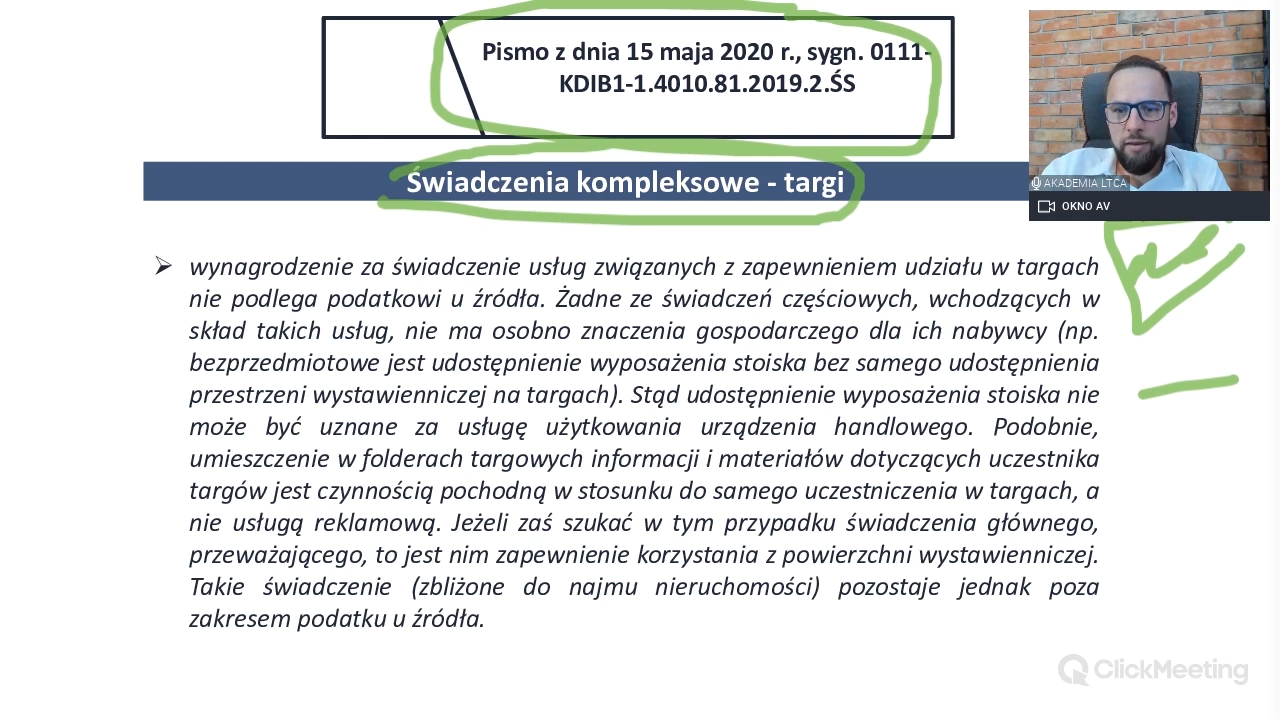 Pismo z dnia 15 maja 2020 r., sygn. 0111-
KDIB1-1.4010.81.2019.2.ŚS
Świadczenia kompleksowe - targi
AKADEMIA LTCA
OKNO AV
➢ wynagrodzenie za świadczenie usług związanych z zapewnieniem udziału w targach
nie podlega podatkowi u źródła. Żadne ze świadczeń częściowych, wchodzących w
skład takich usług, nie ma osobno znaczenia gospodarczego dla ich nabywcy (np.
bezprzedmiotowe jest udostępnienie wyposażenia stoiska bez samego udostępnienia
przestrzeni wystawienniczej na targach). Stąd udostępnienie wyposażenia stoiska nie
może być uznane za usługę użytkowania urządzenia handlowego. Podobnie,
umieszczenie w folderach targowych informacji i materiałów dotyczących uczestnika
targów jest czynnością pochodną w stosunku do samego uczestniczenia w targach, a
nie usługą reklamową. Jeżeli zaś szukać w tym przypadku świadczenia głównego,
przeważającego, to jest nim zapewnienie korzystania z powierzchni wystawienniczej.
Takie świadczenie (zbliżone do najmu nieruchomości) pozostaje jednak poza
zakresem podatku u źródła.
ClickMeeting